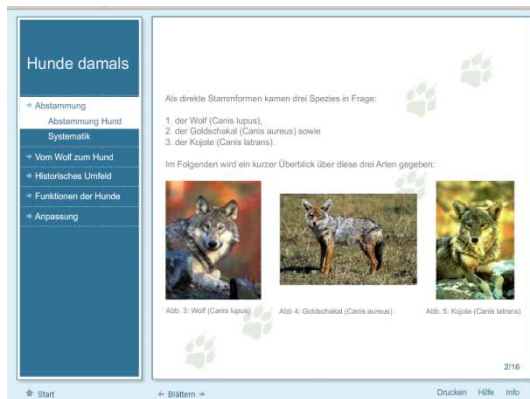 Hunde damals
→ Abstammung
Abstammung Hund
Systematik
→ Vom Wolf zum Hund
→ Historisches Umfeld
→ Funktionen der Hunde
→ Anpassung
Als direkte Stammformen kamen drei Spezies in Frage:
1. der Wolf (Canis lupus),
2. der Goldschakal (Canis aureus) sowie
3. der Kojote (Canis latrans).
Im Folgenden wird ein kurzer Überblick über diese drei Arten gegeben:
Abb. 3: Wolf (Canis lupus)
Abb 4: Goldschakal (Canis aureus)
Abb. 5: Kojote (Canis latrans)
2/16
Start
← Blättern →
Drucken Hilfe Info